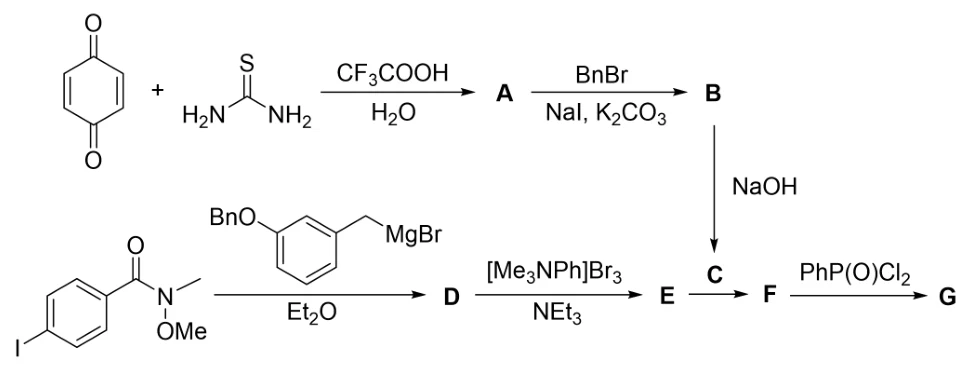 O
O
+
S
H2N NH2
CF3COOH
H2O
A
BnBr
NaI, K2CO3
B
NaOH
C
O
N
OMe
I
BnO
MgBr
Et2O
D
[Me3NPh]Br3
NEt3
E
F
PhP(O)Cl2
G